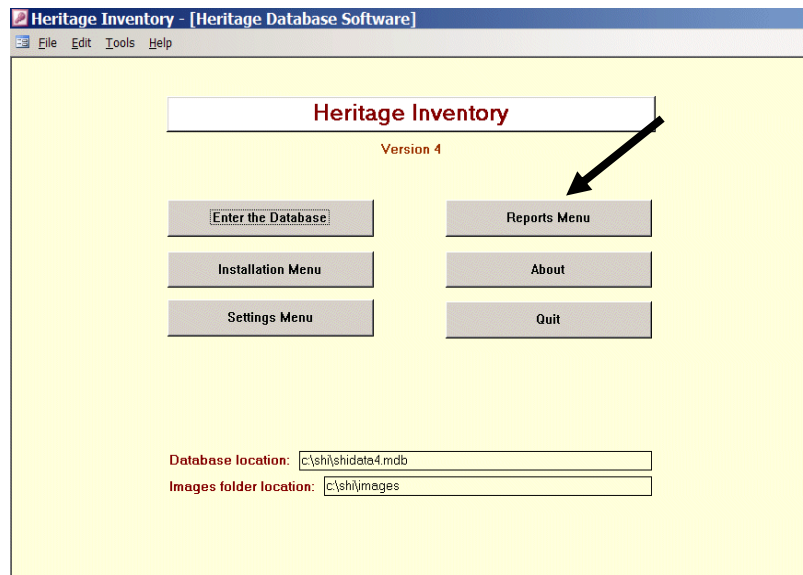 Heritage Inventory - [Heritage Database Software]
File Edit Tools Help
Heritage Inventory
Version 4
Enter the Database Reports Menu
Installation Menu About
Settings Menu Quit
Database location: c:\shi\shidata4.mdb
Images folder location: c:\shi\images